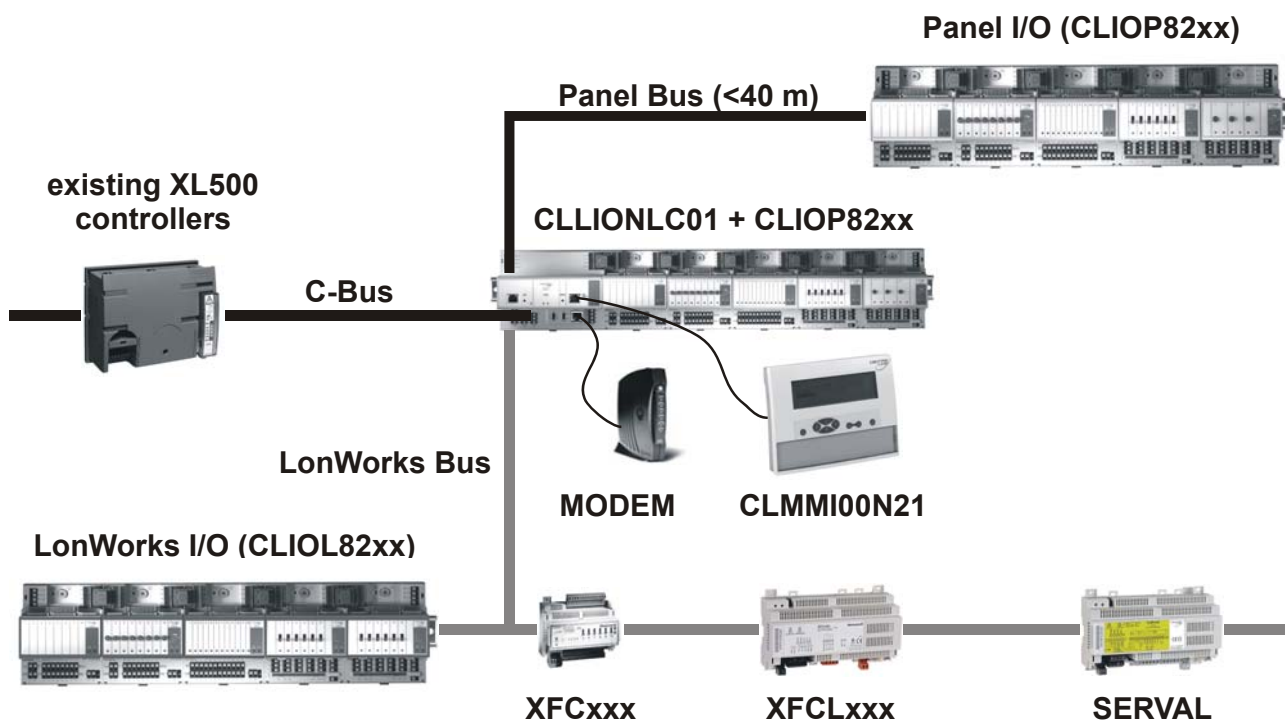 Panel I/O (CLIOP82xx)
Panel Bus (<40 m)
existing XL500
controllers
CLLIONLC01 + CLIOP82xx
C-Bus
LonWorks Bus
MODEM
CLMMI00N21
LonWorks I/O (CLIOL82xx)
XFCxxx
XFCLxxx
SERVAL